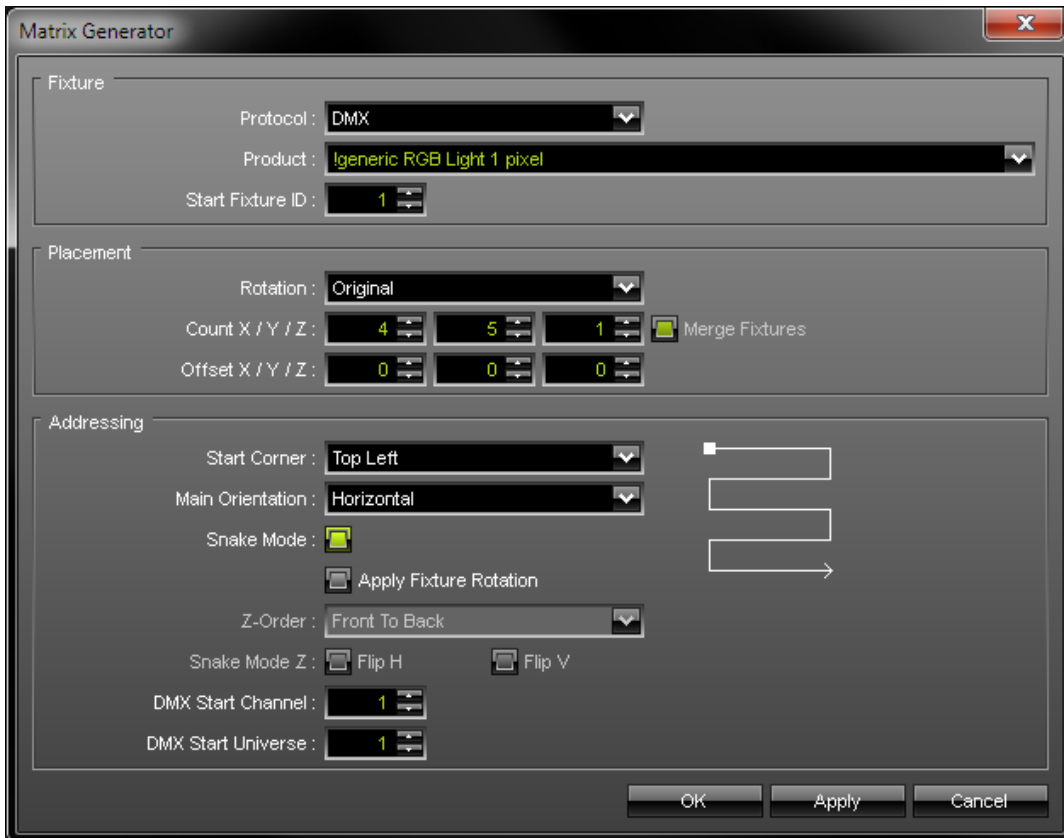 Matrix Generator
Fixture
Protocol : DMX
Product : !generic RGB Light 1 pixel
Start Fixture ID : 1
Placement
Rotation : Original
Count X / Y / Z : 4 5 1 Merge Fixtures
Offset X / Y / Z : 0 0 0
Addressing
Start Corner : Top Left
Main Orientation : Horizontal
Snake Mode :
Apply Fixture Rotation
Z-Order : Front To Back
Snake Mode Z : Flip H Flip V
DMX Start Channel : 1
DMX Start Universe : 1
OK Apply Cancel